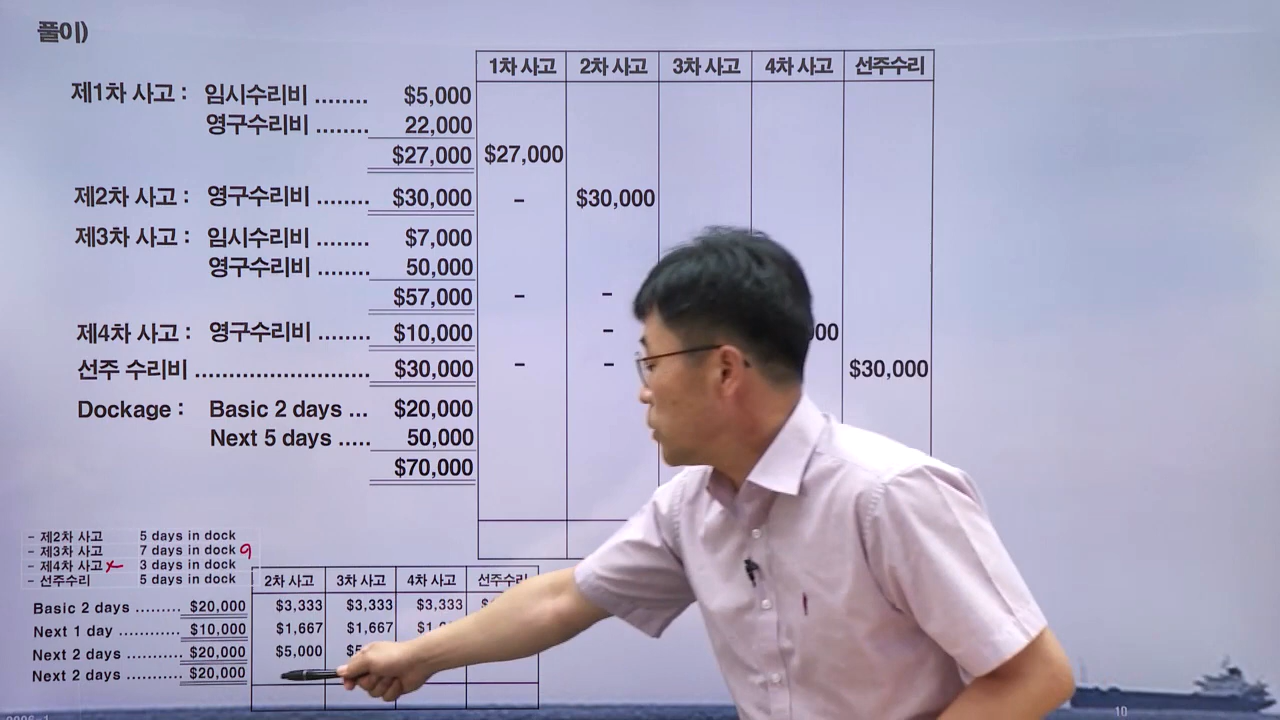 풀이)
1차 사고 2차 사고 3차 사고 4차 사고 선주수리
제1차 사고 : 임시수리비 ........ $5,000
영구수리비 ........ 22,000
$27,000 $27,000
제2차 사고 : 영구수리비 ........ $30,000 - $30,000
제3차 사고 : 임시수리비 ........ $7,000
영구수리비 ........ 50,000
$57,000 - -
제4차 사고 : 영구수리비 ........ $10,000 - 000
선주 수리비 ........................... $30,000 - - $30,000
Dockage : Basic 2 days ... $20,000
Next 5 days ..... 50,000
$70,000
- 제2차 사고 5 days in dock
- 제3차 사고 7 days in dock 9
- 제4차 사고 3 days in dock
- 선주수리 5 days in dock
2차 사고 3차 사고 4차 사고 선주수리
Basic 2 days ......... $20,000 $3,333 $3,333 $3,333
Next 1 day ............ $10,000 $1,667 $1,667
Next 2 days ........... $20,000 $5,000
Next 2 days ........... $20,000
10